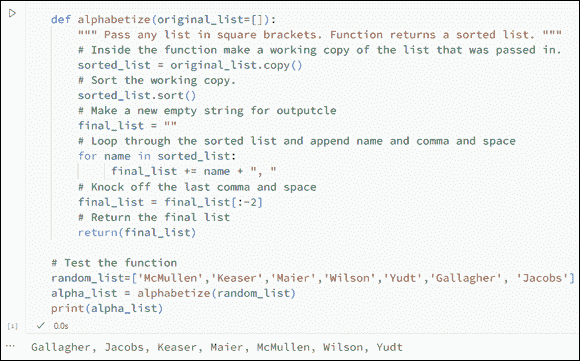 def alphabetize(original_list=[]):
    """ Pass any list in square brackets. Function returns a sorted list. """
    # Inside the function make a working copy of the list that was passed in.
    sorted_list = original_list.copy()
    # Sort the working copy.
    sorted_list.sort()
    # Make a new empty string for outputcle
    final_list = ""
    # Loop through the sorted list and append name and comma and space
    for name in sorted_list:
        final_list += name + ", "
    # Knock off the last comma and space
    final_list = final_list[:-2]
    # Return the final list
    return(final_list)

# Test the function
random_list=['McMullen','Keaser','Maier','Wilson','Yudt','Gallagher', 'Jacobs']
alpha_list = alphabetize(random_list)
print(alpha_list)
[1] ✓ 0.0s
... Gallagher, Jacobs, Keaser, Maier, McMullen, Wilson, Yudt